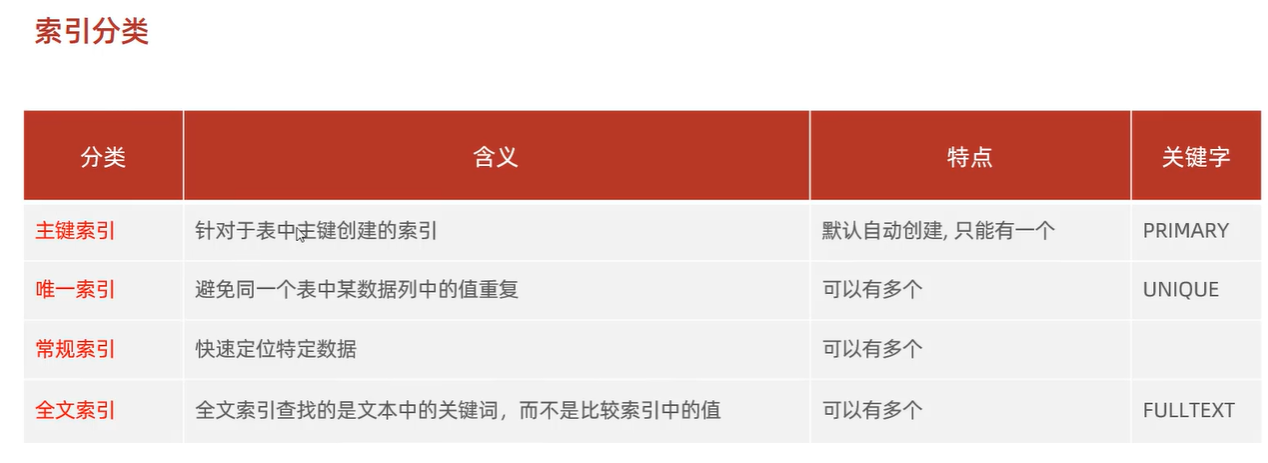 索引分类
分类 含义 特点 关键字
主键索引 针对于表中主键创建的索引 默认自动创建, 只能有一个 PRIMARY
唯一索引 避免同一个表中某数据列中的值重复 可以有多个 UNIQUE
常规索引 快速定位特定数据 可以有多个
全文索引 全文索引查找的是文本中的关键词，而不是比较索引中的值 可以有多个 FULLTEXT